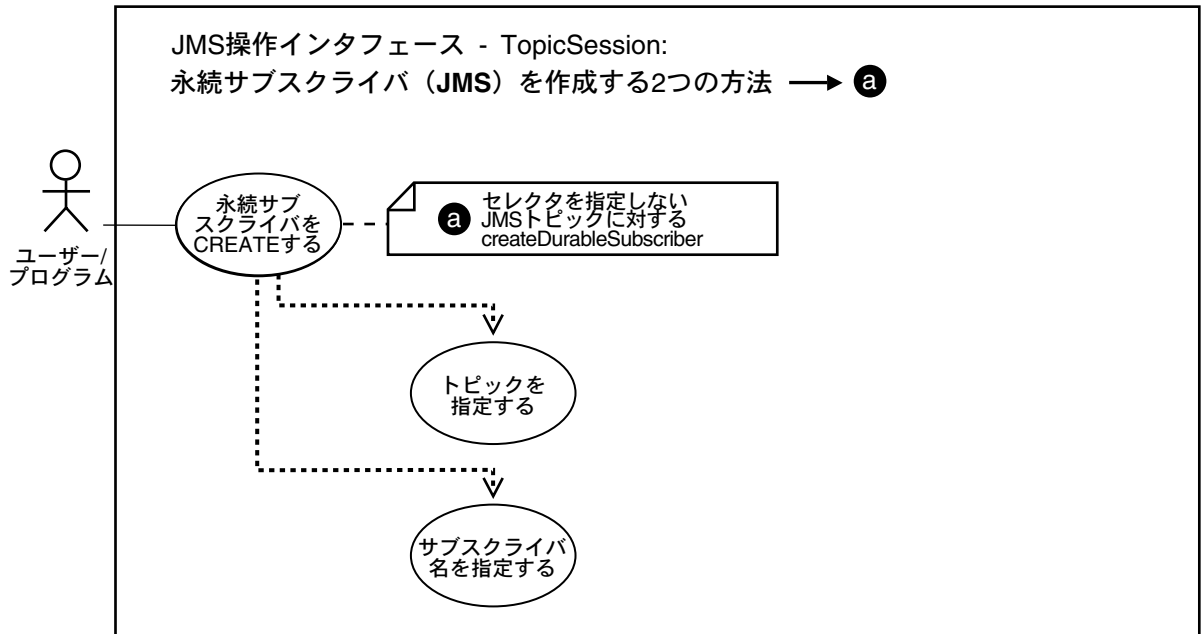 JMS操作インタフェース - TopicSession:
永続サブスクライバ（JMS）を作成する2つの方法 → a
ユーザー/
プログラム
永続サブ
スクライバを
CREATEする
a
セレクタを指定しない
JMSトピックに対する
createDurableSubscriber
トピックを
指定する
サブスクライバ
名を指定する